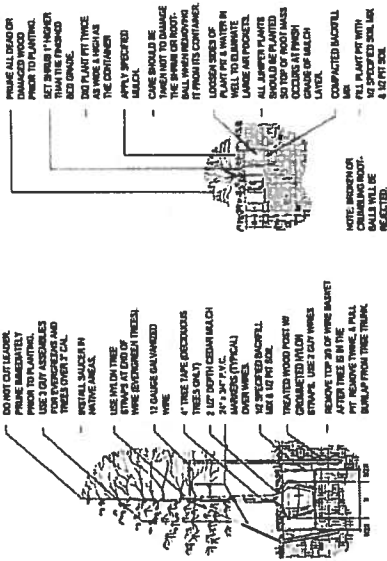 DO NOT CUT LEADER.
PRUNE IMMEDIATELY
PRIOR TO PLANTING.
USE 3 GUY ASSEMBLIES
FOR EVERGREENS AND
TREES OVER 3" CAL.
INSTALL SAUCER IN
NATIVE AREAS.
USE NYLON TREE
STRAPS AT END OF
WIRE (EVERGREEN TREES).
12 GAUGE GALVANIZED
WIRE
4" TREE TAPE (DECIDUOUS
TREES ONLY)
DEPTH CEDAR MULCH
24" x 3/4" P.V.C.
MARKERS (TYPICAL)
OVER WIRES.
1/2 SPECIFIED BACKFILL
MIX & 1/2 PIT SOIL
TREATED WOOD POST W/
GROMMETED NYLON
STRAPS. USE 2 GUY WIRES
REMOVE TOP 2/3 OF WIRE BASKET
AFTER TREE IS IN THE
PIT. REMOVE TWINE, & PULL
BURLAP FROM TREE TRUNK.
PRUNE ALL DEAD OR
DAMAGED WOOD
PRIOR TO PLANTING.
SET SHRUB 1" HIGHER
THAN THE FINISHED
BED GRADE.
DIG PLANT PIT TWICE
AS WIDE & HIGH AS
THE CONTAINER
APPLY SPECIFIED
MULCH.
- CARE SHOULD BE
TAKEN NOT TO DAMAGE
THE SHRUB OR ROOT-
BALL WHEN REMOVING
IT FROM ITS CONTAINER.
LOOSEN SIDES OF
PLANT PIT & WATER IN
WELL TO ELIMINATE
LARGE AIR POCKETS.
- ALL JUNIPER PLANTS
SHOULD BE PLANTED
SO TOP OF ROOT MASS
OCCURS AT FINISH
GRADE OF MULCH
LAYER.
COMPACTED BACKFILL
MIX
- FILL PLANT PIT WITH
1/2 SPECIFIED SOIL MIX
& 1/2 PIT SOIL
NOTE: BROKEN OR
CRUMBLING ROOT-
BALLS WILL BE
REJECTED.